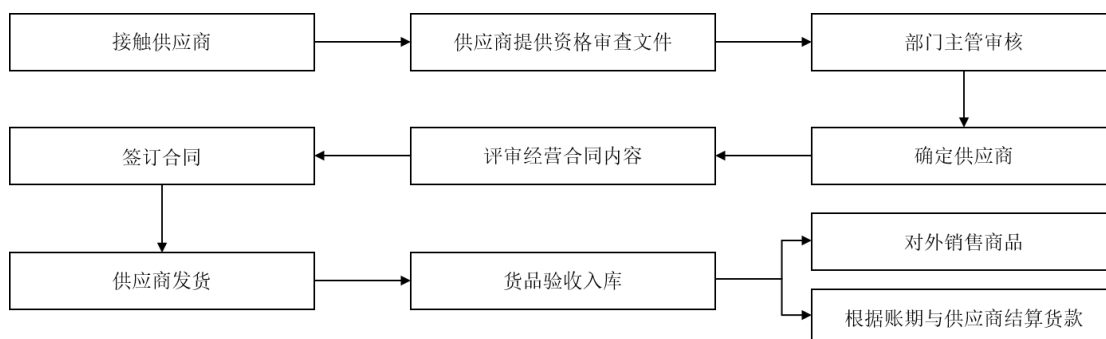 接触供应商
供应商提供资格审查文件
部门主管审核
确定供应商
评审经营合同内容
签订合同
供应商发货
货品验收入库
对外销售商品
根据账期与供应商结算货款